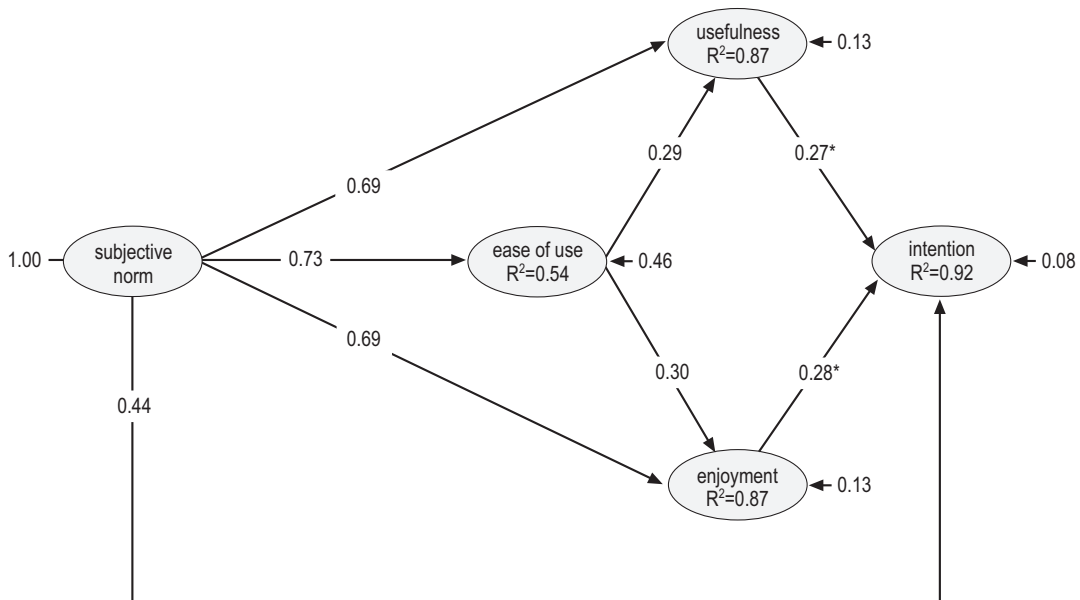 usefulness
R²=0.87
0.13
0.29
0.27*
0.69
1.00
subjective
norm
0.73
ease of use
R²=0.54
0.46
intention
R²=0.92
0.08
0.69
0.30
0.28*
0.44
enjoyment
R²=0.87
0.13